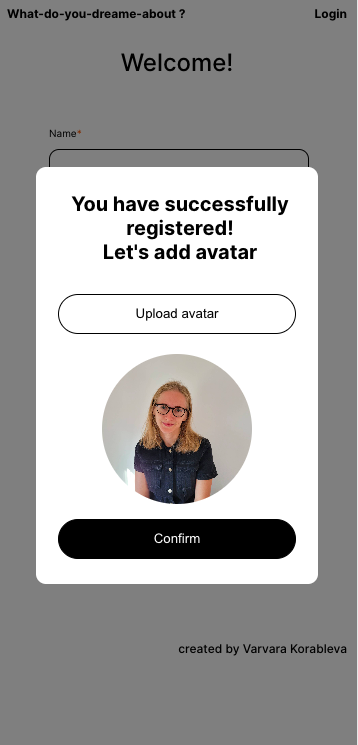 What-do-you-dreame-about ?
Login
Welcome!
Name*
You have successfully
registered!
Let's add avatar
Upload avatar
Confirm
created by Varvara Korableva